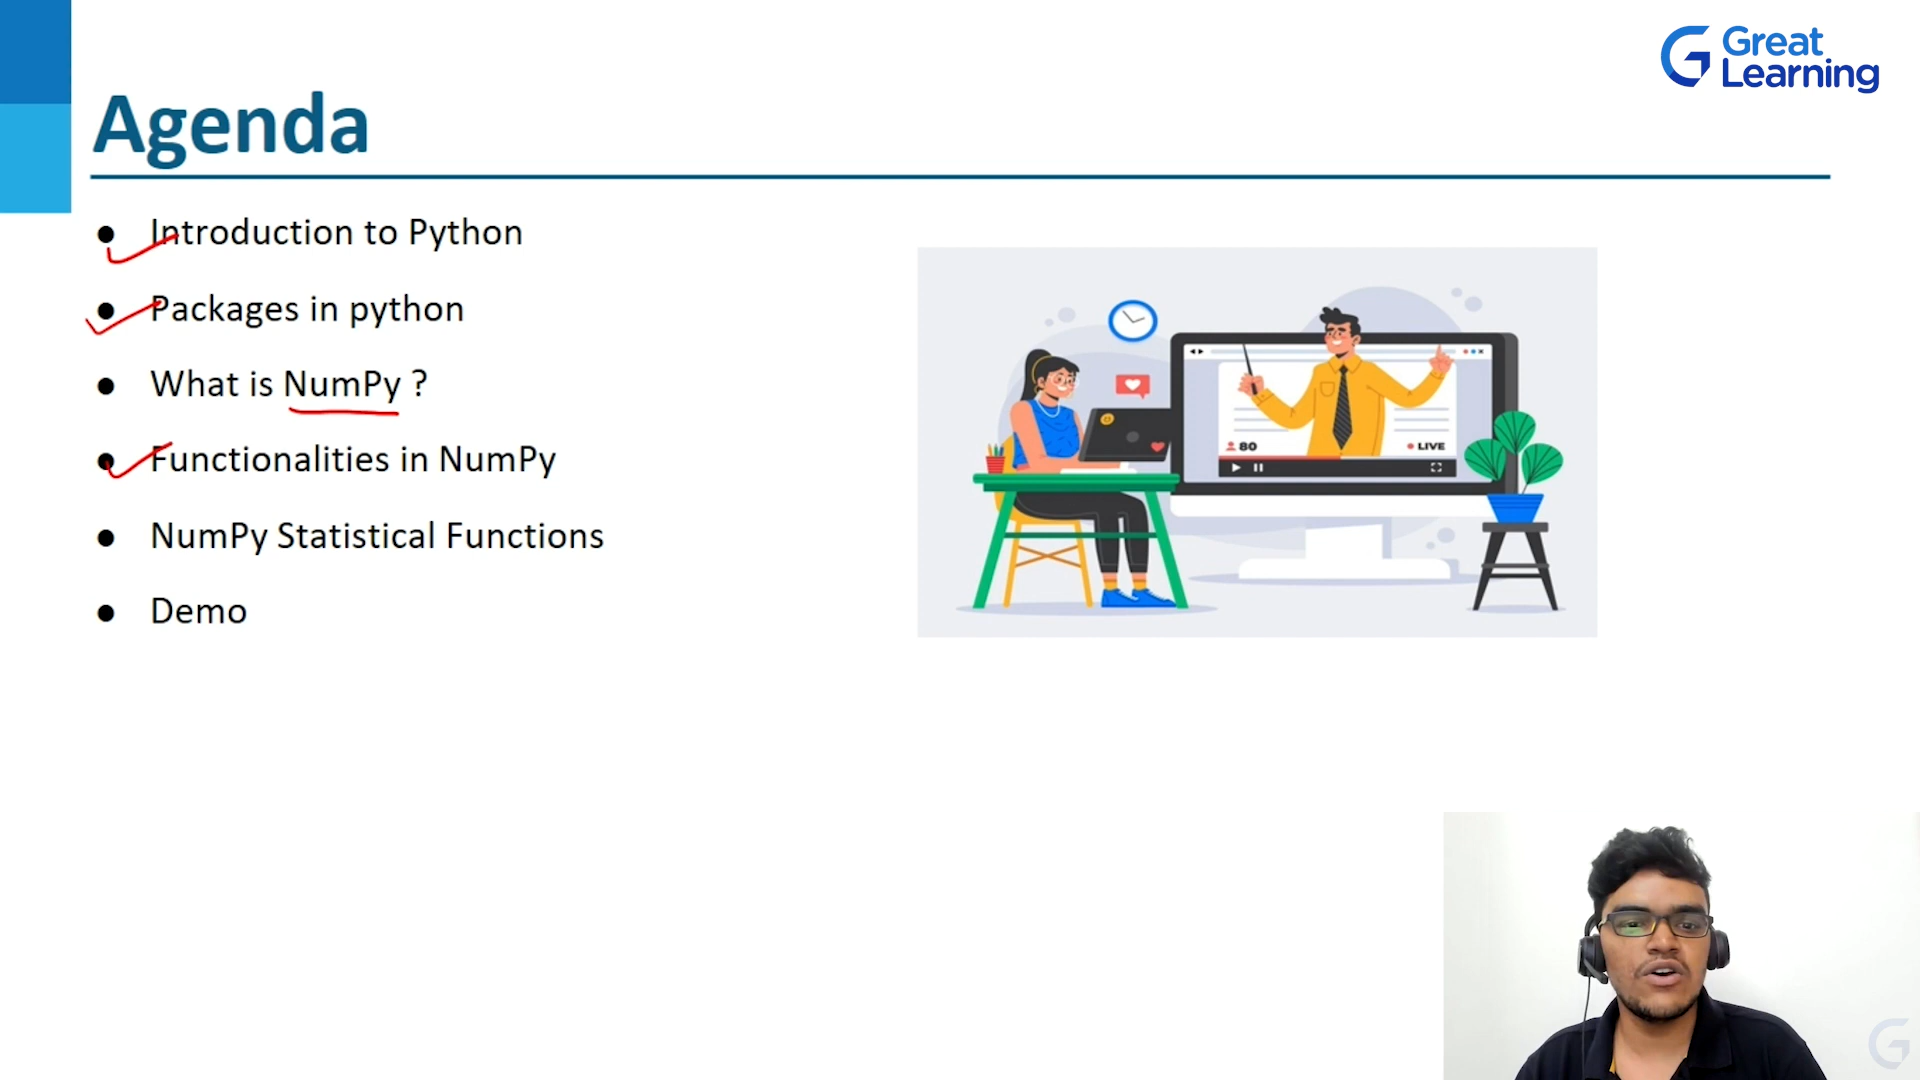 Great
Learning
Agenda
● Introduction to Python
● Packages in python
● What is NumPy ?
● Functionalities in NumPy
● NumPy Statistical Functions
● Demo
80
LIVE